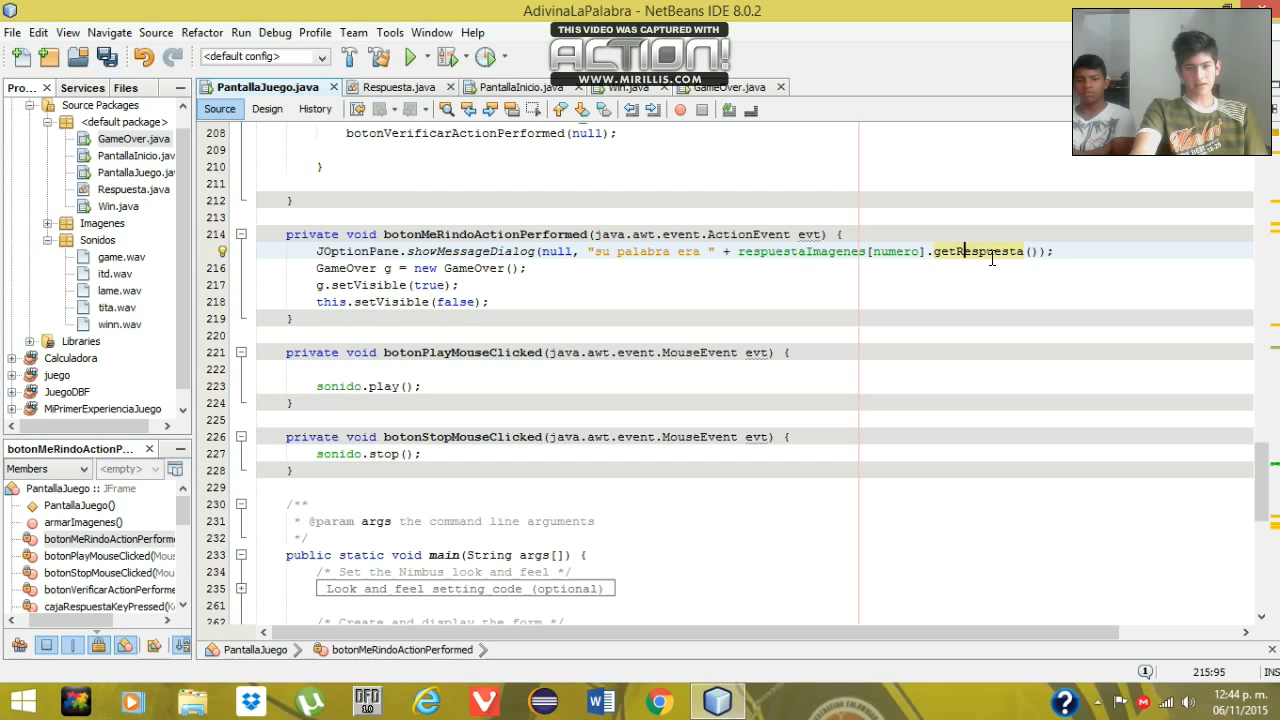 AdivinaLaPalabra - NetBeans IDE 8.0.2
File Edit View Navigate Source Refactor Run Debug Profile Team Tools Window Help
THIS VIDEO WAS CAPTURED WITH
ACTION!
WWW.MIRILLIS.COM
<default config>
Pro... Services Files
PantallaJuego.java Respuesta.java PantallaInicio.java Win.java GameOver.java
Source Design History
Source Packages
<default package>
GameOver.java
PantallaInicio.jav
PantallaJuego.ja
Respuesta.java
Win.java
Imagenes
Sonidos
game.wav
itd.wav
lame.wav
tita.wav
winn.wav
Libraries
Calculadora
juego
JuegoDBF
MiPrimerExperienciaJuego
208 botonVerificarActionPerformed(null);
209
210 }
211
212 }
213
214 private void botonMeRindoActionPerformed(java.awt.event.ActionEvent evt) {
JOptionPane.showMessageDialog(null, "su palabra era " + respuestaImagenes[numero].getRespuesta());
216 GameOver g = new GameOver();
217 g.setVisible(true);
218 this.setVisible(false);
219 }
220
221 private void botonPlayMouseClicked(java.awt.event.MouseEvent evt) {
222
223 sonido.play();
224 }
225
226 private void botonStopMouseClicked(java.awt.event.MouseEvent evt) {
227 sonido.stop();
228 }
229
230 /**
231 * @param args the command line arguments
232 */
233 public static void main(String args[]) {
234 /* Set the Nimbus look and feel */
235 Look and feel setting code (optional)
261
262 /* Create and display the form */
botonMeRindoActionP...
Members <empty>
PantallaJuego :: JFrame
PantallaJuego()
armarImagenes()
botonMeRindoActionPerform
botonPlayMouseClicked(Mous
botonStopMouseClicked(Mou
botonVerificarActionPerforme
cajaRespuestaKeyPressed(K
PantallaJuego botonMeRindoActionPerformed
1 215:95 INS
DFD
1.0
12:44 p. m.
06/11/2015